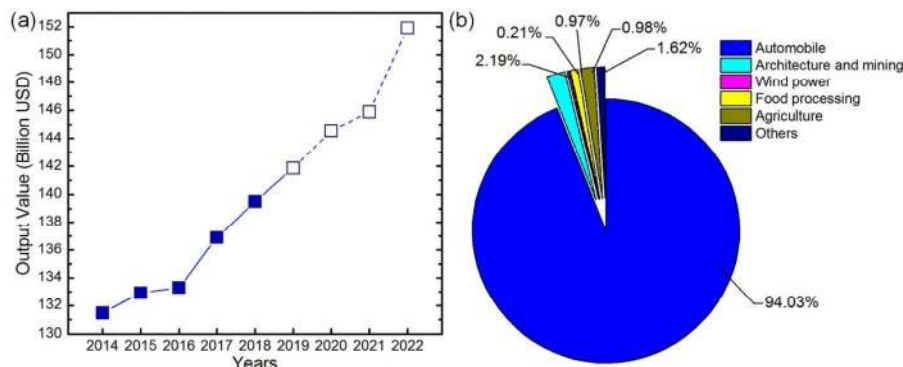 (a)
152
150
148
146
144
142
140
138
136
134
132
130
Output Value (Billion USD)
2014 2015 2016 2017 2018 2019 2020 2021 2022
Years
(b)
0.97%
0.21%
0.98%
2.19%
1.62%
Automobile
Architecture and mining
Wind power
Food processing
Agriculture
Others
94.03%